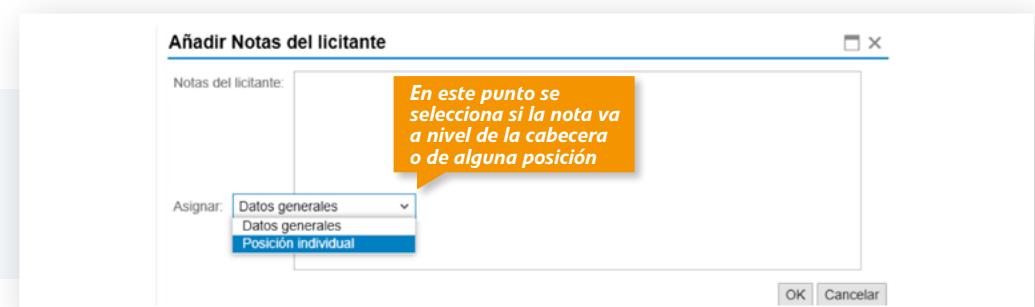 Añadir Notas del licitante
Notas del licitante:
En este punto se
selecciona si la nota va
a nivel de la cabecera
o de alguna posición
Asignar:
Datos generales
Datos generales
Posición individual
OK
Cancelar